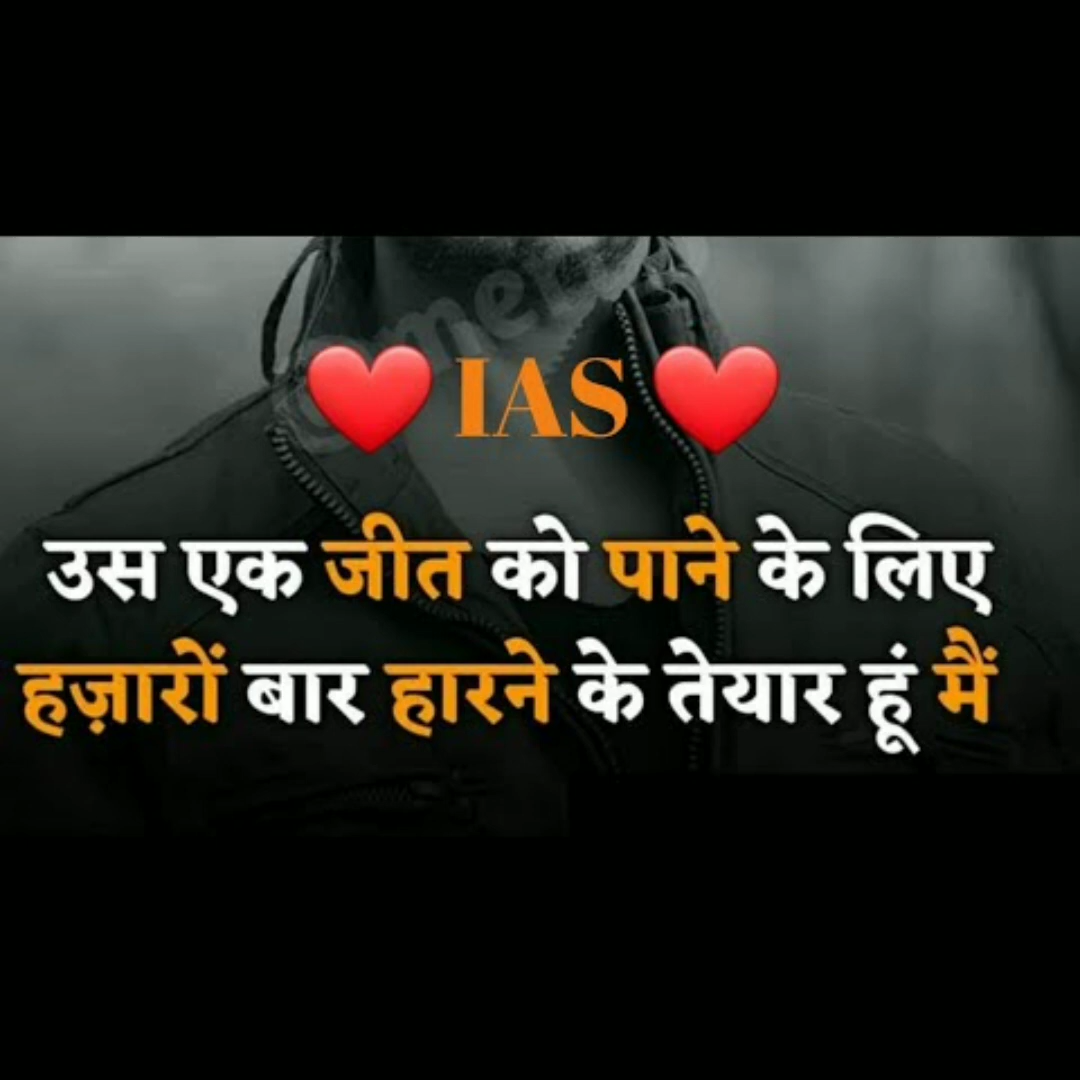 ❤️ IAS ❤️
उस एक जीत को पाने के लिए
हज़ारों बार हारने के तेयार हूं मैं